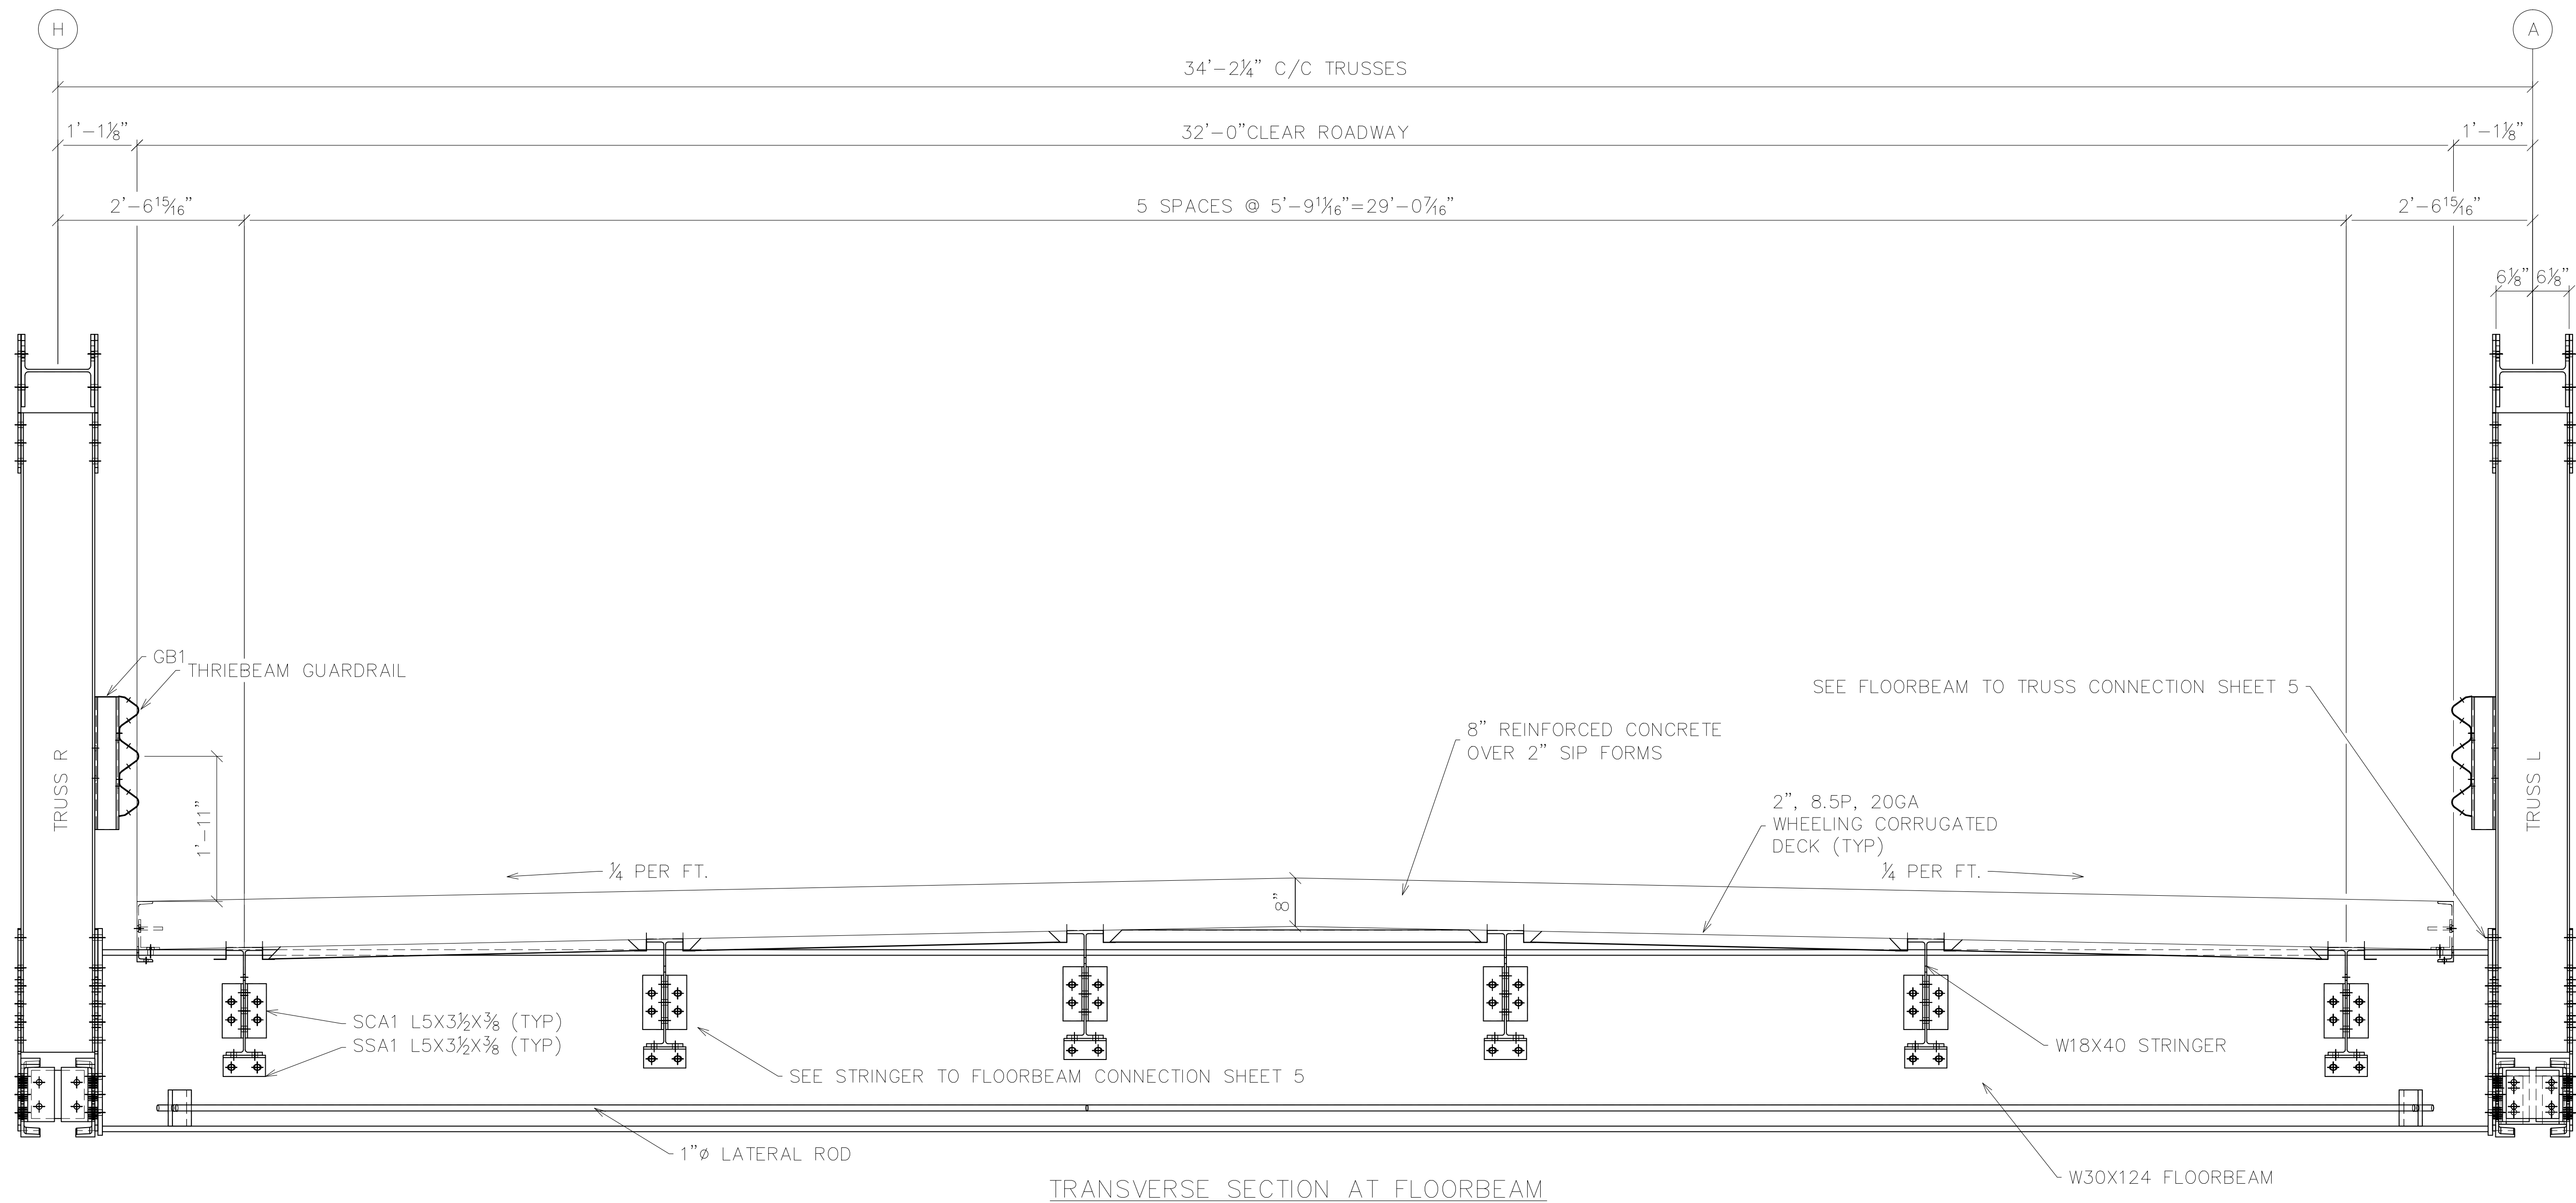 H
A
34'-2¼" C/C TRUSSES
1'-1⅛"
32'-0"CLEAR ROADWAY
1'-1⅛"
2'-6¹⁵⁄₁₆"
5 SPACES @ 5'-9¹¹⁄₁₆"=29'-0⁷⁄₁₆"
2'-6¹⁵⁄₁₆"
6⅛" 6⅛"
GB1
THRIEBEAM GUARDRAIL
SEE FLOORBEAM TO TRUSS CONNECTION SHEET 5
8" REINFORCED CONCRETE
OVER 2" SIP FORMS
TRUSS R
TRUSS L
1'-11"
2", 8.5P, 20GA
WHEELING CORRUGATED
DECK (TYP)
¼ PER FT.
¼ PER FT.
8"
SCA1 L5X3½X⅜ (TYP)
SSA1 L5X3½X⅜ (TYP)
W18X40 STRINGER
SEE STRINGER TO FLOORBEAM CONNECTION SHEET 5
1"ø LATERAL ROD
W30X124 FLOORBEAM
TRANSVERSE SECTION AT FLOORBEAM